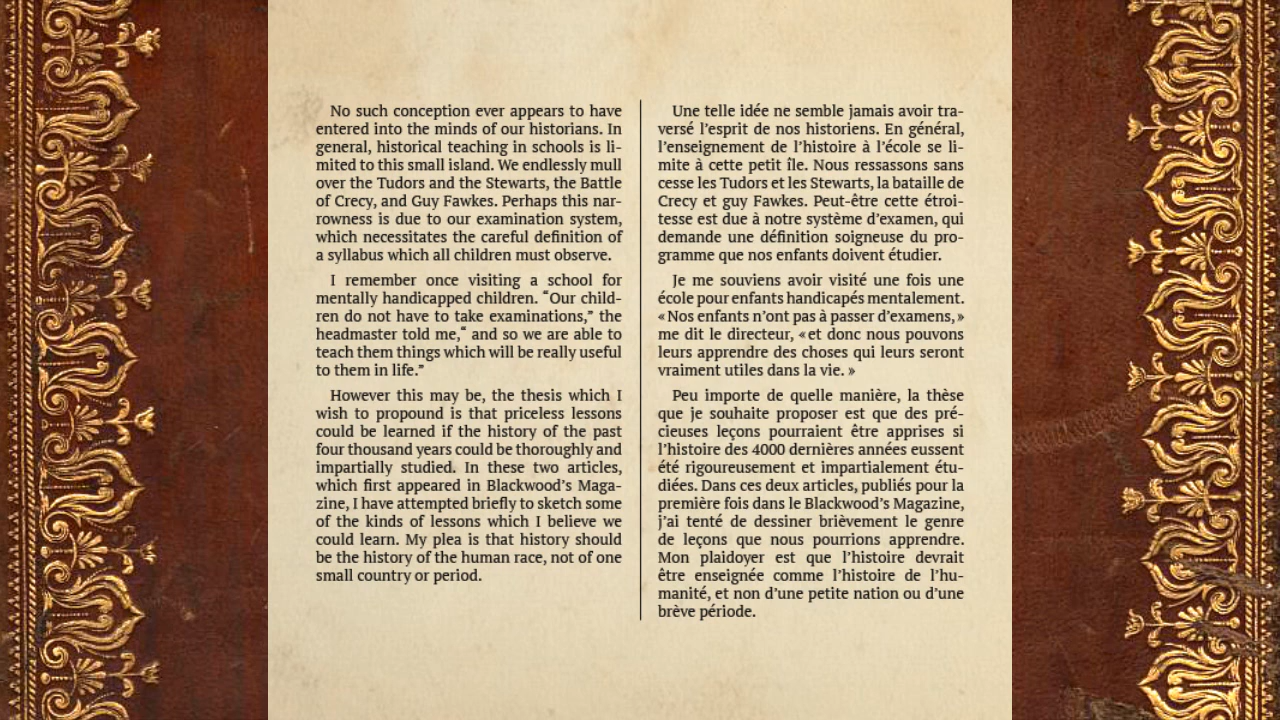 No such conception ever appears to have
entered into the minds of our historians. In
general, historical teaching in schools is li-
mited to this small island. We endlessly mull
over the Tudors and the Stewarts, the Battle
of Crecy, and Guy Fawkes. Perhaps this nar-
rowness is due to our examination system,
which necessitates the careful definition of
a syllabus which all children must observe.
I remember once visiting a school for
mentally handicapped children. “Our child-
ren do not have to take examinations,” the
headmaster told me,“ and so we are able to
teach them things which will be really useful
to them in life.”
However this may be, the thesis which I
wish to propound is that priceless lessons
could be learned if the history of the past
four thousand years could be thoroughly and
impartially studied. In these two articles,
which first appeared in Blackwood’s Maga-
zine, I have attempted briefly to sketch some
of the kinds of lessons which I believe we
could learn. My plea is that history should
be the history of the human race, not of one
small country or period.
Une telle idée ne semble jamais avoir tra-
versé l’esprit de nos historiens. En général,
l’enseignement de l’histoire à l’école se li-
mite à cette petit île. Nous ressassons sans
cesse les Tudors et les Stewarts, la bataille de
Crecy et guy Fawkes. Peut-être cette étroi-
tesse est due à notre système d’examen, qui
demande une définition soigneuse du pro-
gramme que nos enfants doivent étudier.
Je me souviens avoir visité une fois une
école pour enfants handicapés mentalement.
« Nos enfants n’ont pas à passer d’examens, »
me dit le directeur, « et donc nous pouvons
leurs apprendre des choses qui leurs seront
vraiment utiles dans la vie. »
Peu importe de quelle manière, la thèse
que je souhaite proposer est que des pré-
cieuses leçons pourraient être apprises si
l’histoire des 4000 dernières années eussent
été rigoureusement et impartialement étu-
diées. Dans ces deux articles, publiés pour la
première fois dans le Blackwood’s Magazine,
j’ai tenté de dessiner brièvement le genre
de leçons que nous pourrions apprendre.
Mon plaidoyer est que l’histoire devrait
être enseignée comme l’histoire de l’hu-
manité, et non d’une petite nation ou d’une
brève période.